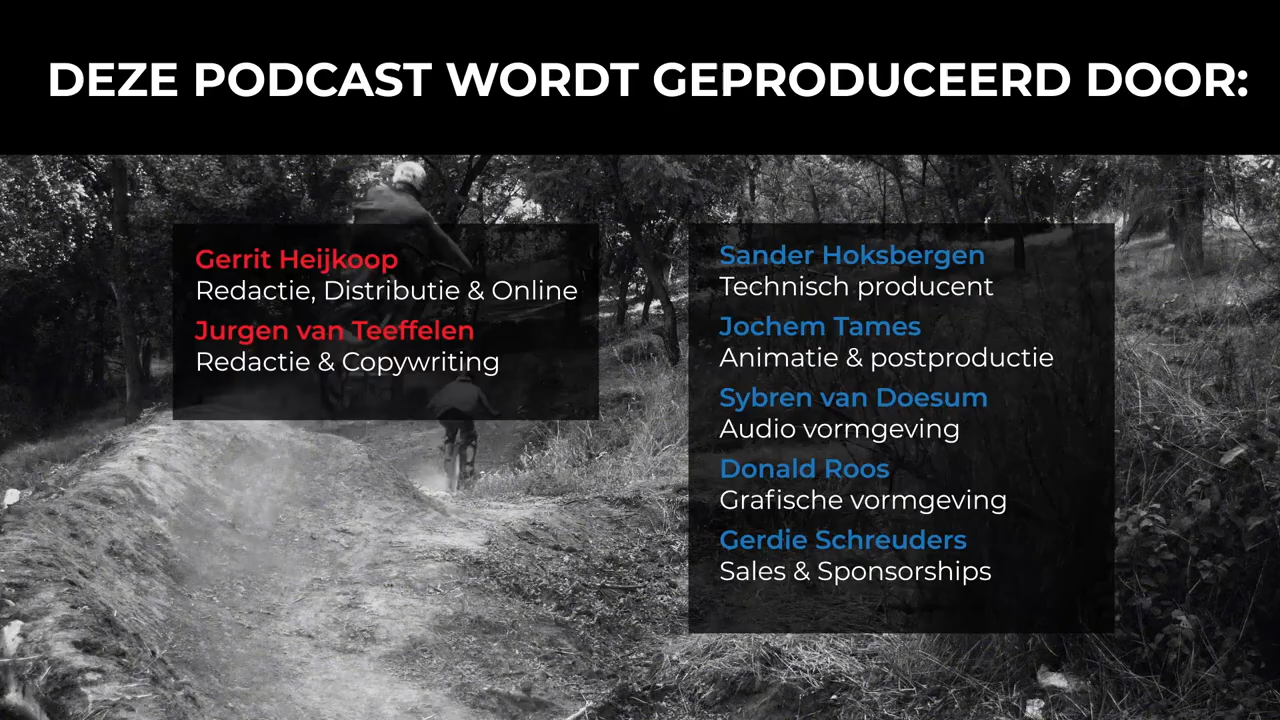 DEZE PODCAST WORDT GEPRODUCEERD DOOR:
Gerrit Heijkoop
Redactie, Distributie & Online
Jurgen van Teeffelen
Redactie & Copywriting
Sander Hoksbergen
Technisch producent
Jochem Tames
Animatie & postproductie
Sybren van Doesum
Audio vormgeving
Donald Roos
Grafische vormgeving
Gerdie Schreuders
Sales & Sponsorships